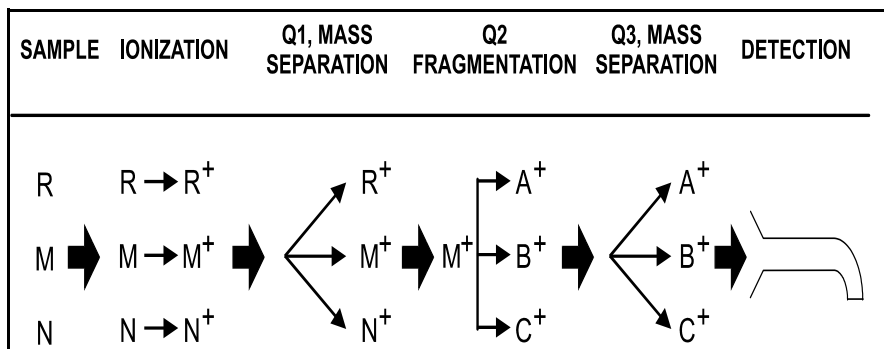 SAMPLE IONIZATION Q1, MASS SEPARATION Q2 FRAGMENTATION Q3, MASS SEPARATION DETECTION
R R R+ R+ A+ A+
M M M+ M+ M+ B+ B+
N N N+ N+ C+ C+